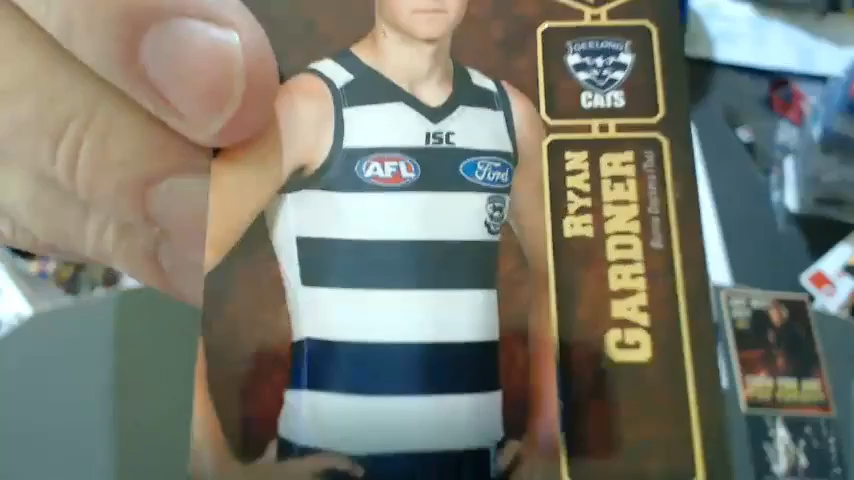 GEELONG
CATS
ISC
AFL
Ford
RYAN
GARDNER